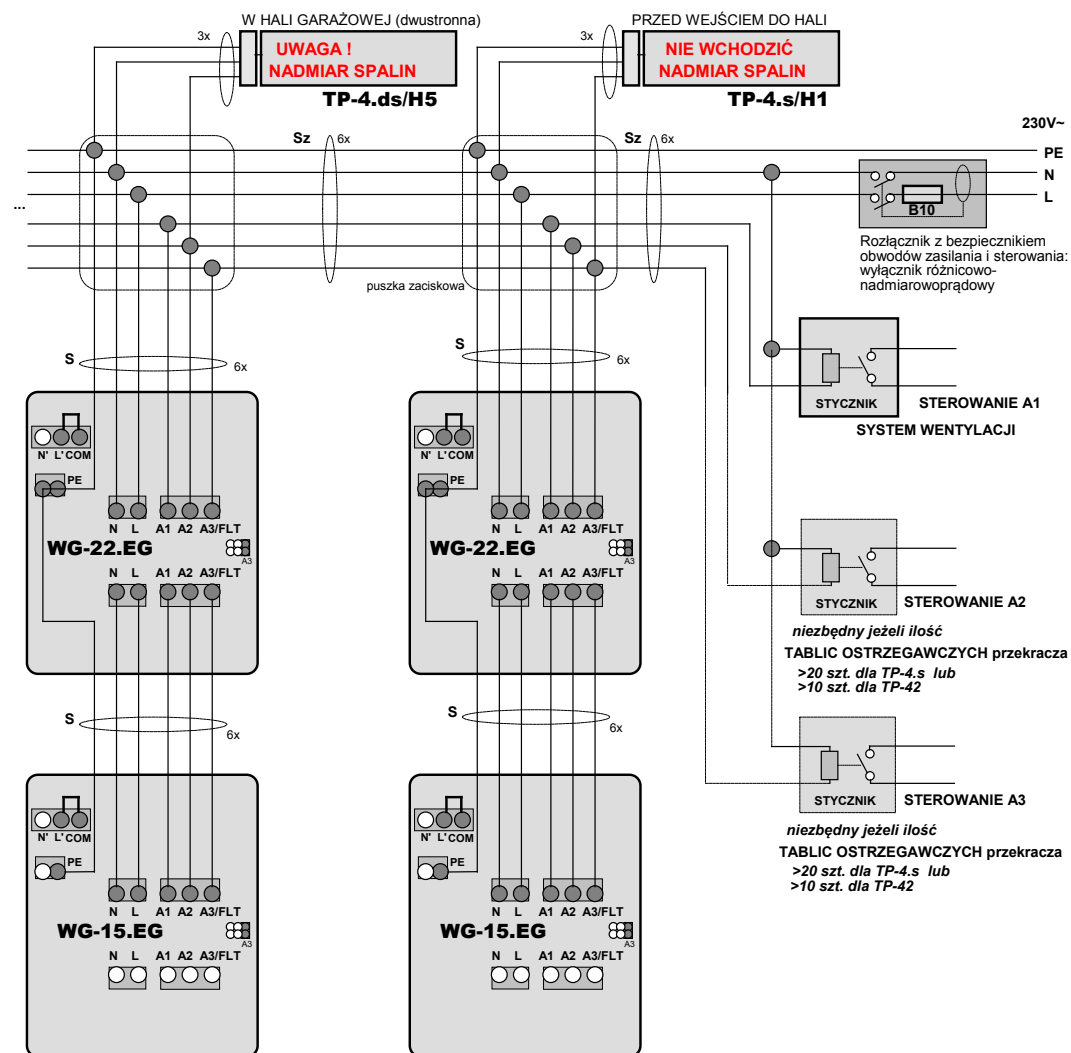 W HALI GARAŻOWEJ (dwustronna)
3x
UWAGA !
NADMIAR SPALIN
TP-4.ds/H5
PRZED WEJŚCIEM DO HALI
3x
NIE WCHODZIĆ
NADMIAR SPALIN
TP-4.s/H1
Sz 6x
Sz 6x
230V~
PE
N
L
...
B10
Rozłącznik z bezpiecznikiem
obwodów zasilania i sterowania:
wyłącznik różnicowo-
nadmiarowoprądowy
puszka zaciskowa
S 6x
S 6x
STYCZNIK
STEROWANIE A1
SYSTEM WENTYLACJI
N' L' COM
PE
N L A1 A2 A3/FLT
WG-22.EG
A3
N L A1 A2 A3/FLT
N' L' COM
PE
N L A1 A2 A3/FLT
WG-22.EG
A3
N L A1 A2 A3/FLT
STYCZNIK
STEROWANIE A2
niezbędny jeżeli ilość
TABLIC OSTRZEGAWCZYCH przekracza
>20 szt. dla TP-4.s lub
>10 szt. dla TP-42
S 6x
S 6x
STYCZNIK
STEROWANIE A3
niezbędny jeżeli ilość
TABLIC OSTRZEGAWCZYCH przekracza
>20 szt. dla TP-4.s lub
>10 szt. dla TP-42
N' L' COM
PE
N L A1 A2 A3/FLT
WG-15.EG
A3
N L A1 A2 A3/FLT
N' L' COM
PE
N L A1 A2 A3/FLT
WG-15.EG
A3
N L A1 A2 A3/FLT